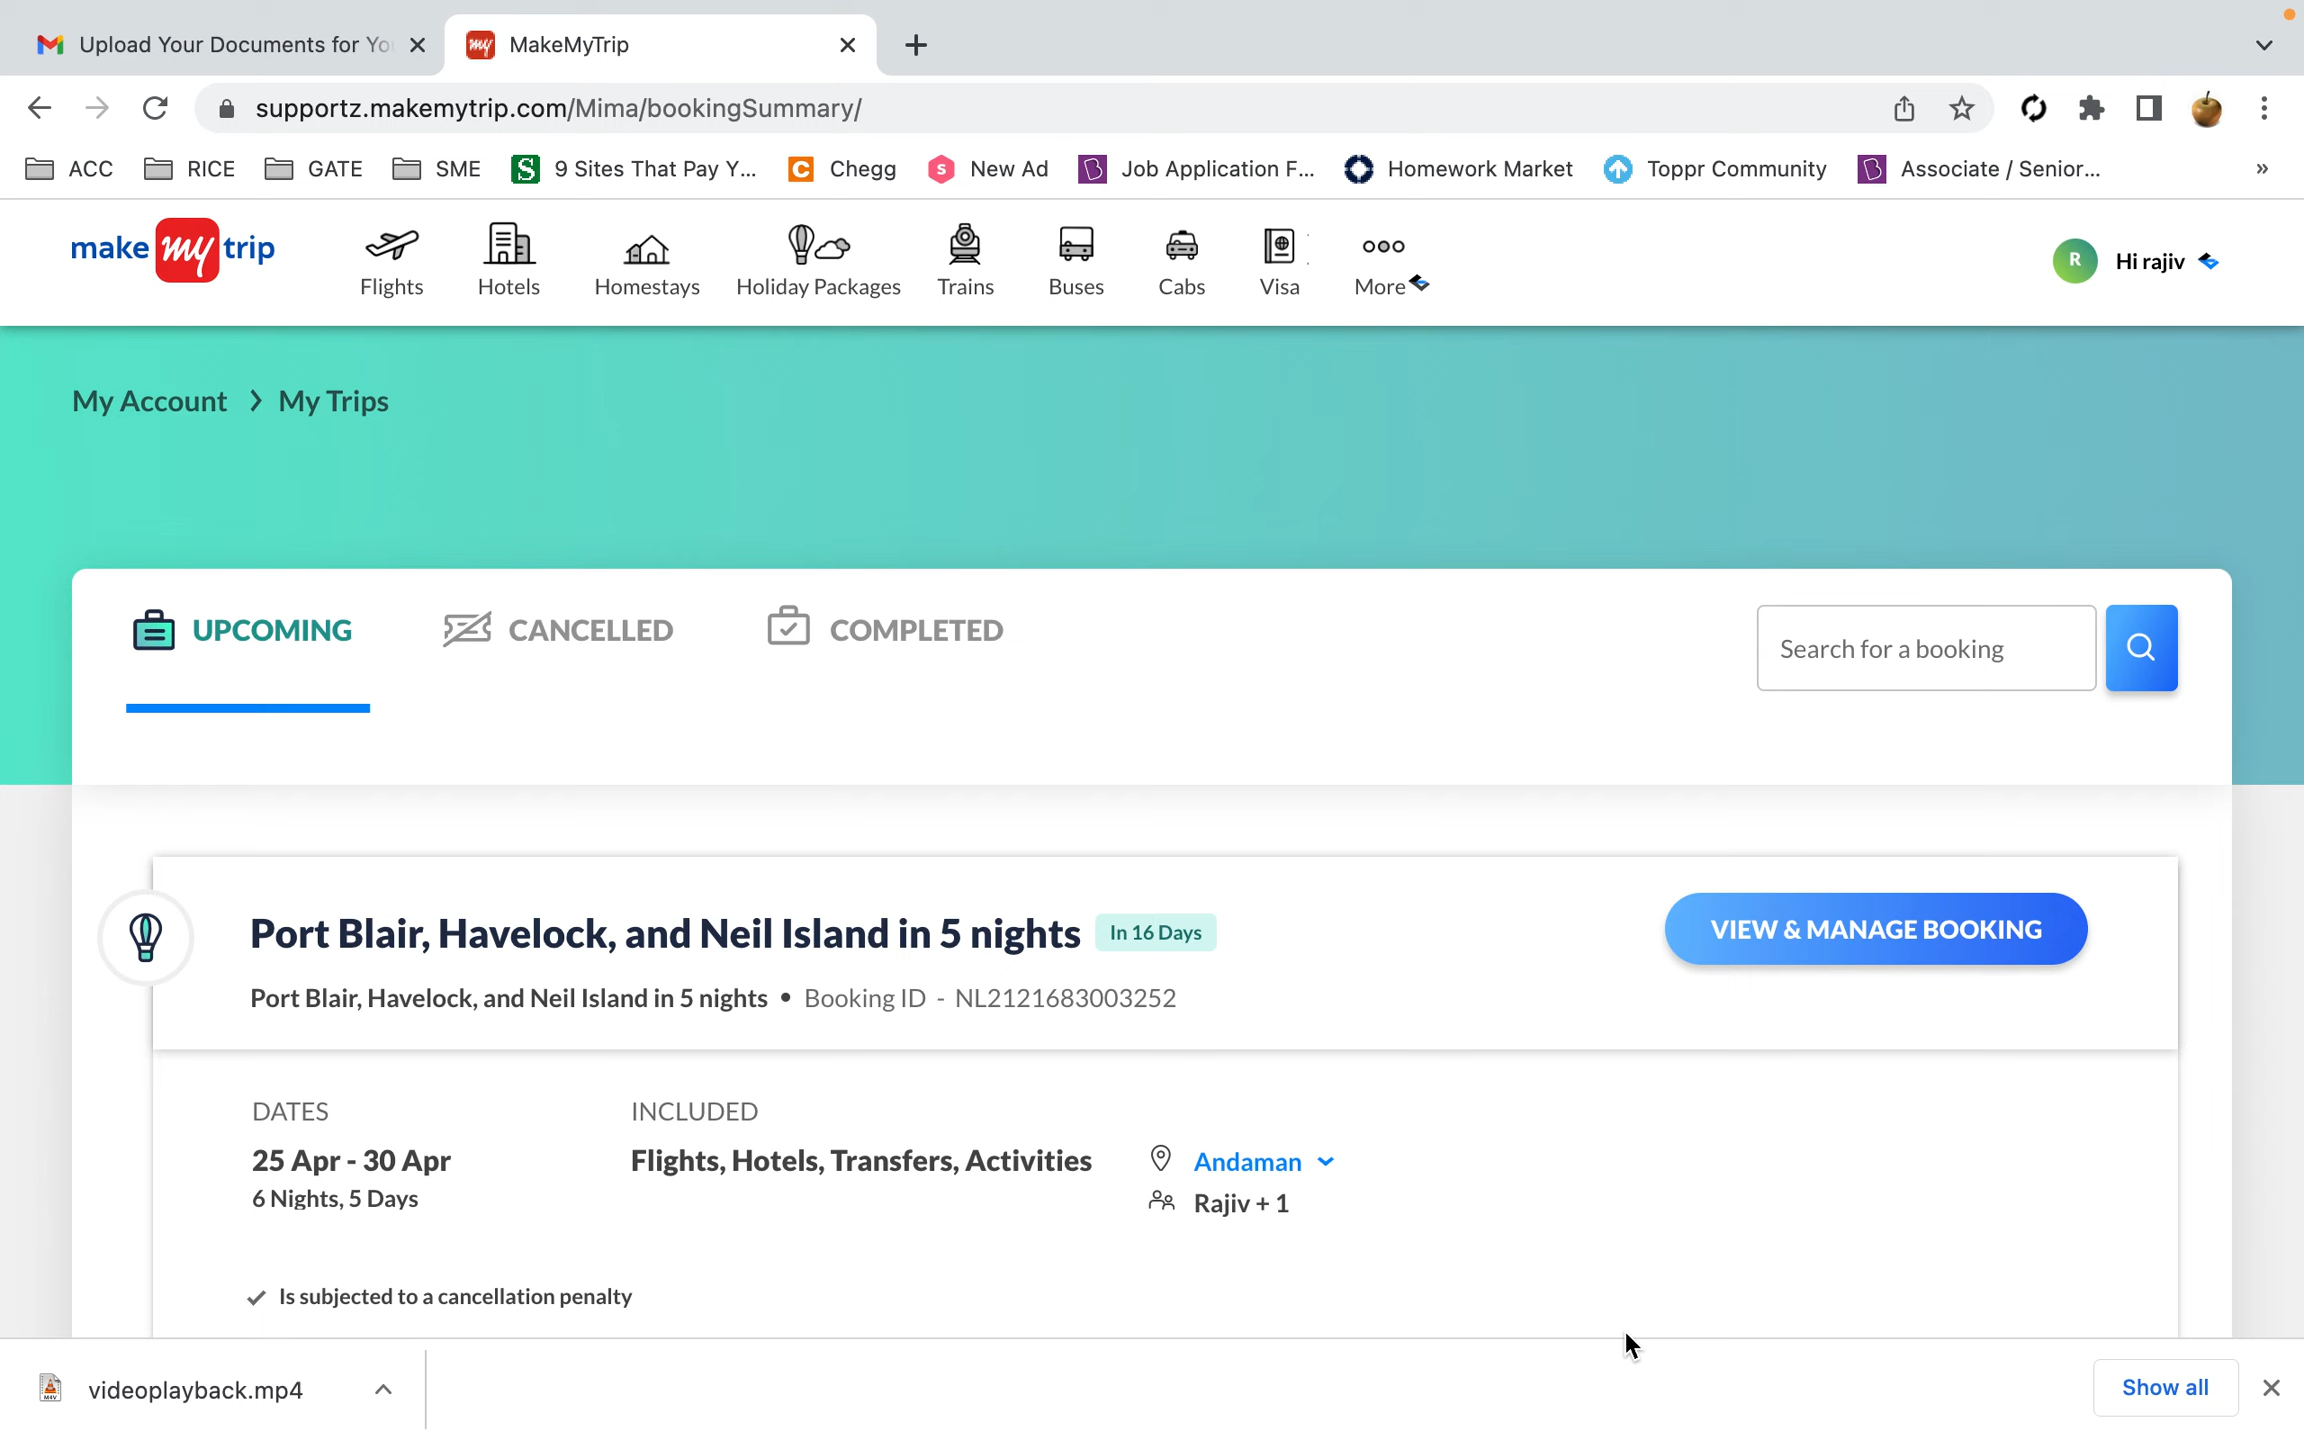 Upload Your Documents for Yo
MakeMyTrip
supportz.makemytrip.com/Mima/bookingSummary/
ACC RICE GATE SME 9 Sites That Pay Y... Chegg New Ad Job Application F... Homework Market Toppr Community Associate / Senior... »
make my trip
Flights Hotels Homestays Holiday Packages Trains Buses Cabs Visa More
R Hi rajiv
My Account > My Trips
UPCOMING CANCELLED COMPLETED
Search for a booking
Port Blair, Havelock, and Neil Island in 5 nights In 16 Days
VIEW & MANAGE BOOKING
Port Blair, Havelock, and Neil Island in 5 nights • Booking ID - NL2121683003252
DATES INCLUDED
25 Apr - 30 Apr Flights, Hotels, Transfers, Activities Andaman
6 Nights, 5 Days Rajiv + 1
Is subjected to a cancellation penalty
videoplayback.mp4
Show all